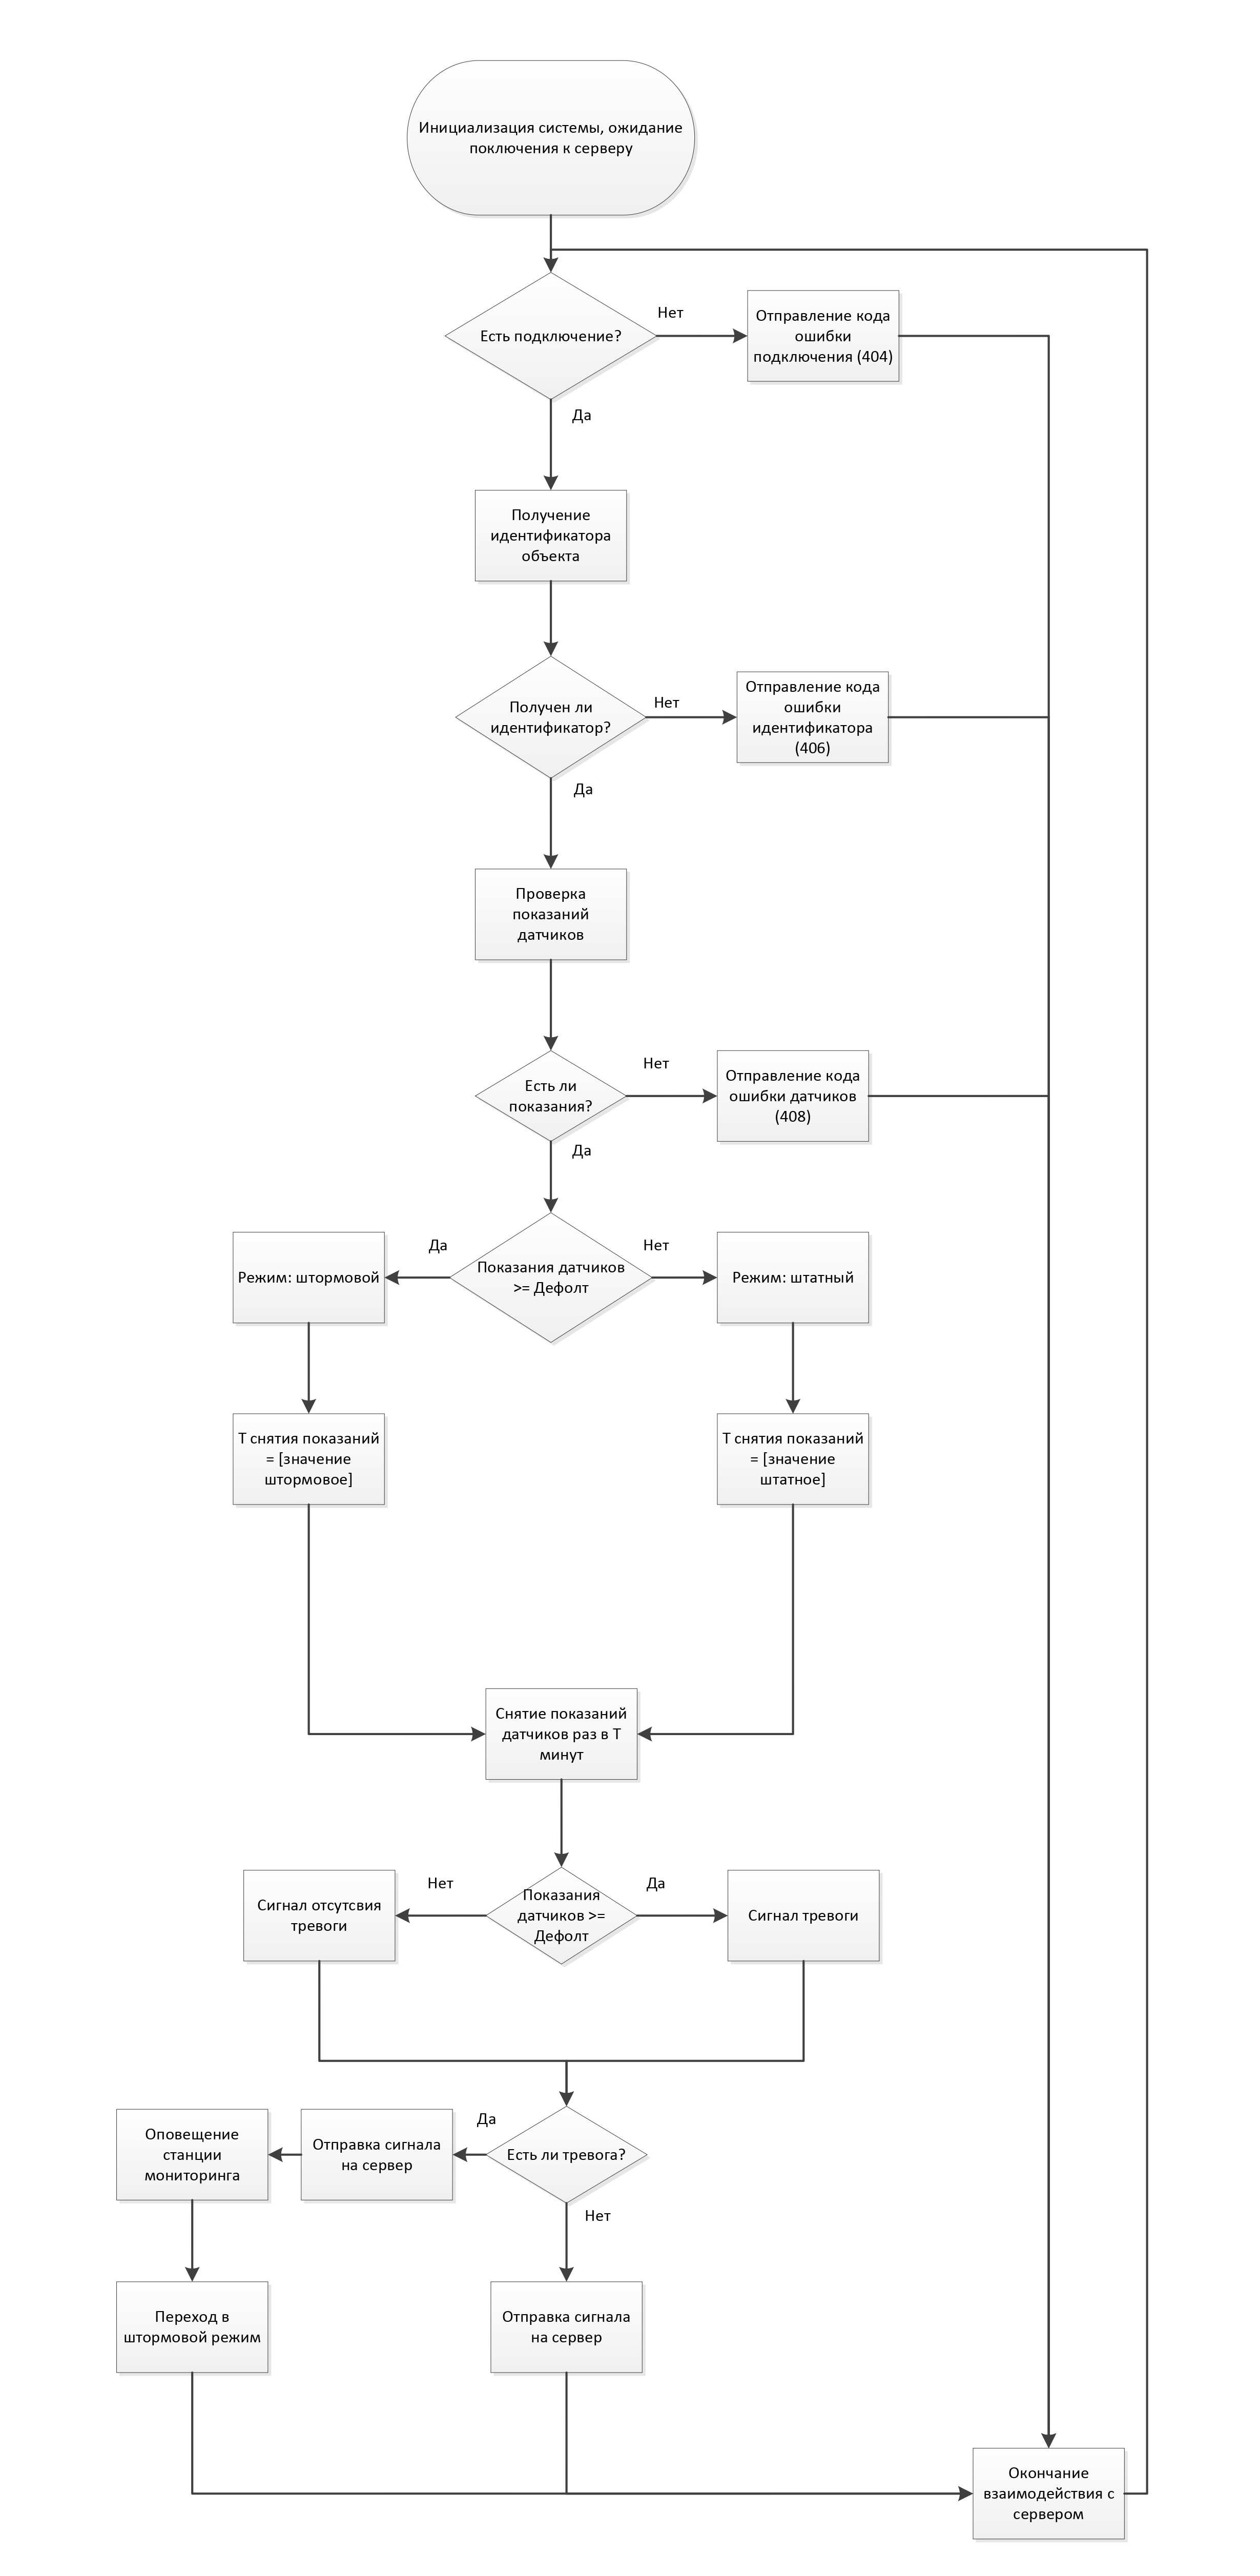 Инициализация системы, ожидание
поключения к серверу
Есть подключение?
Нет
Отправление кода
ошибки
подключения (404)
Да
Получение
идентификатора
объекта
Получен ли
идентификатор?
Нет
Отправление кода
ошибки
идентификатора
(406)
Да
Проверка
показаний
датчиков
Есть ли
показания?
Нет
Отправление кода
ошибки датчиков
(408)
Да
Режим: штормовой
Да
Показания датчиков
>= Дефолт
Нет
Режим: штатный
Т снятия показаний
= [значение
штормовое]
Т снятия показаний
= [значение
штатное]
Снятие показаний
датчиков раз в Т
минут
Сигнал отсутсвия
тревоги
Нет
Показания
датчиков >=
Дефолт
Да
Сигнал тревоги
Оповещение
станции
мониторинга
Отправка сигнала
на сервер
Да
Есть ли тревога?
Нет
Переход в
штормовой режим
Отправка сигнала
на сервер
Окончание
взаимодействия с
сервером